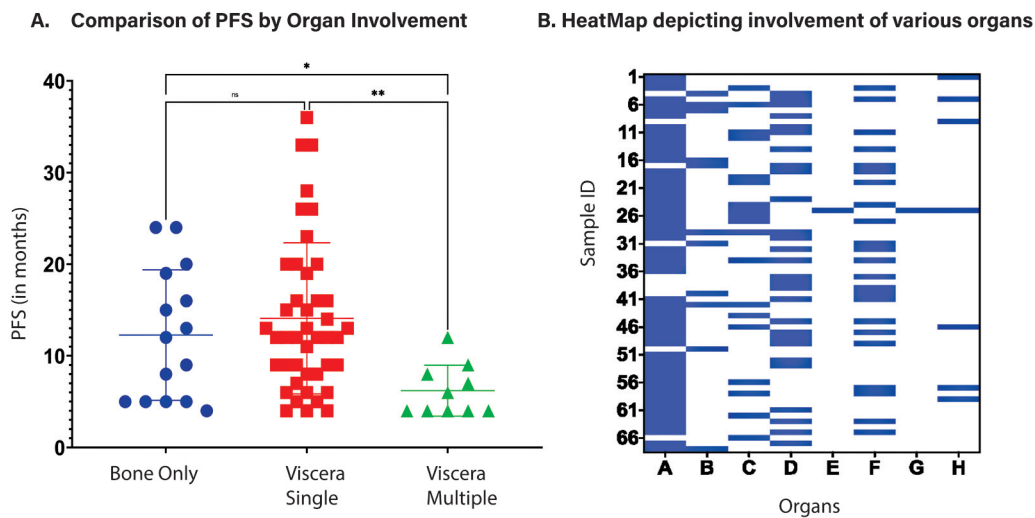 A. Comparison of PFS by Organ Involvement
PFS (in months)
40
30
20
10
0
*
ns
**
Bone Only
Viscera
Single
Viscera
Multiple
B. HeatMap depicting involvement of various organs
Sample ID
1
6
11
16
21
26
31
36
41
46
51
56
61
66
A B C D E F G H
Organs